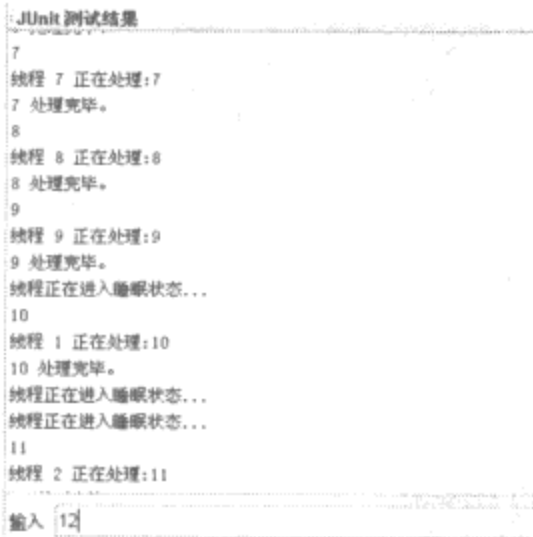 JUnit 测试结果
7
线程 7 正在处理:7
7 处理完毕。
8
线程 8 正在处理:8
8 处理完毕。
9
线程 9 正在处理:9
9 处理完毕。
线程正在进入睡眠状态...
10
线程 1 正在处理:10
10 处理完毕。
线程正在进入睡眠状态...
线程正在进入睡眠状态...
11
线程 2 正在处理:11
输入 12